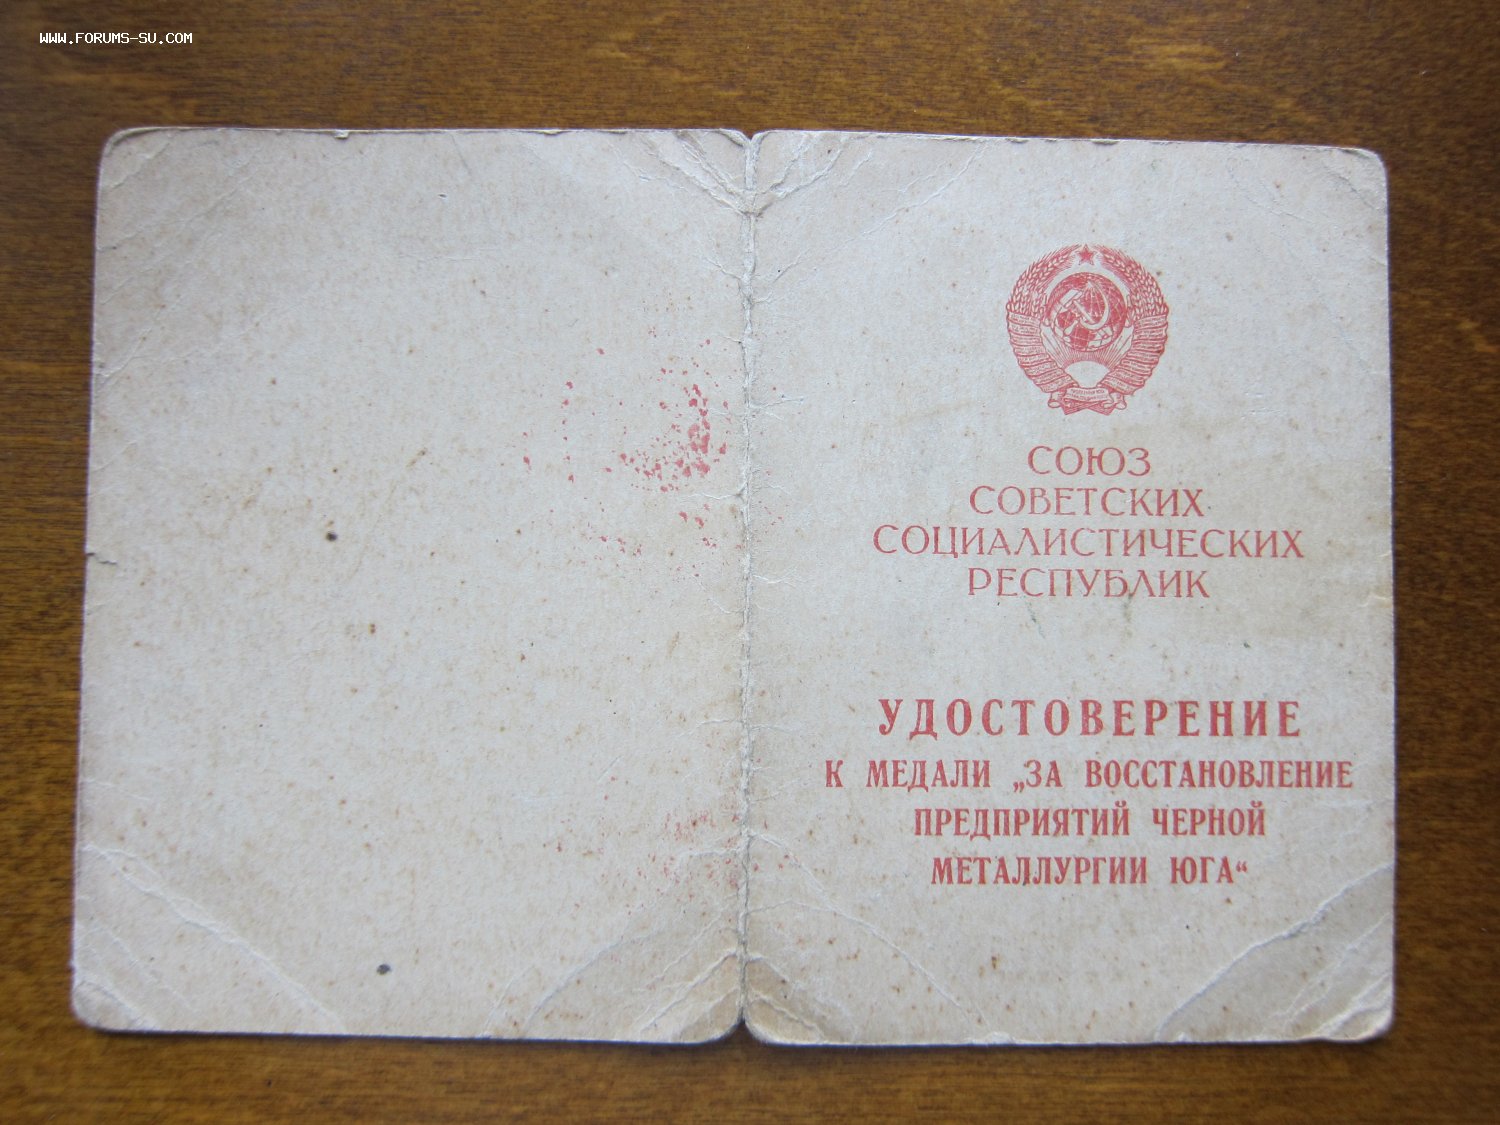 WWW.FORUMS-SU.COM
СОЮЗ
СОВЕТСКИХ
СОЦИАЛИСТИЧЕСКИХ
РЕСПУБЛИК
УДОСТОВЕРЕНИЕ
К МЕДАЛИ „ЗА ВОССТАНОВЛЕНИЕ
ПРЕДПРИЯТИЙ ЧЕРНОЙ
МЕТАЛЛУРГИИ ЮГА“